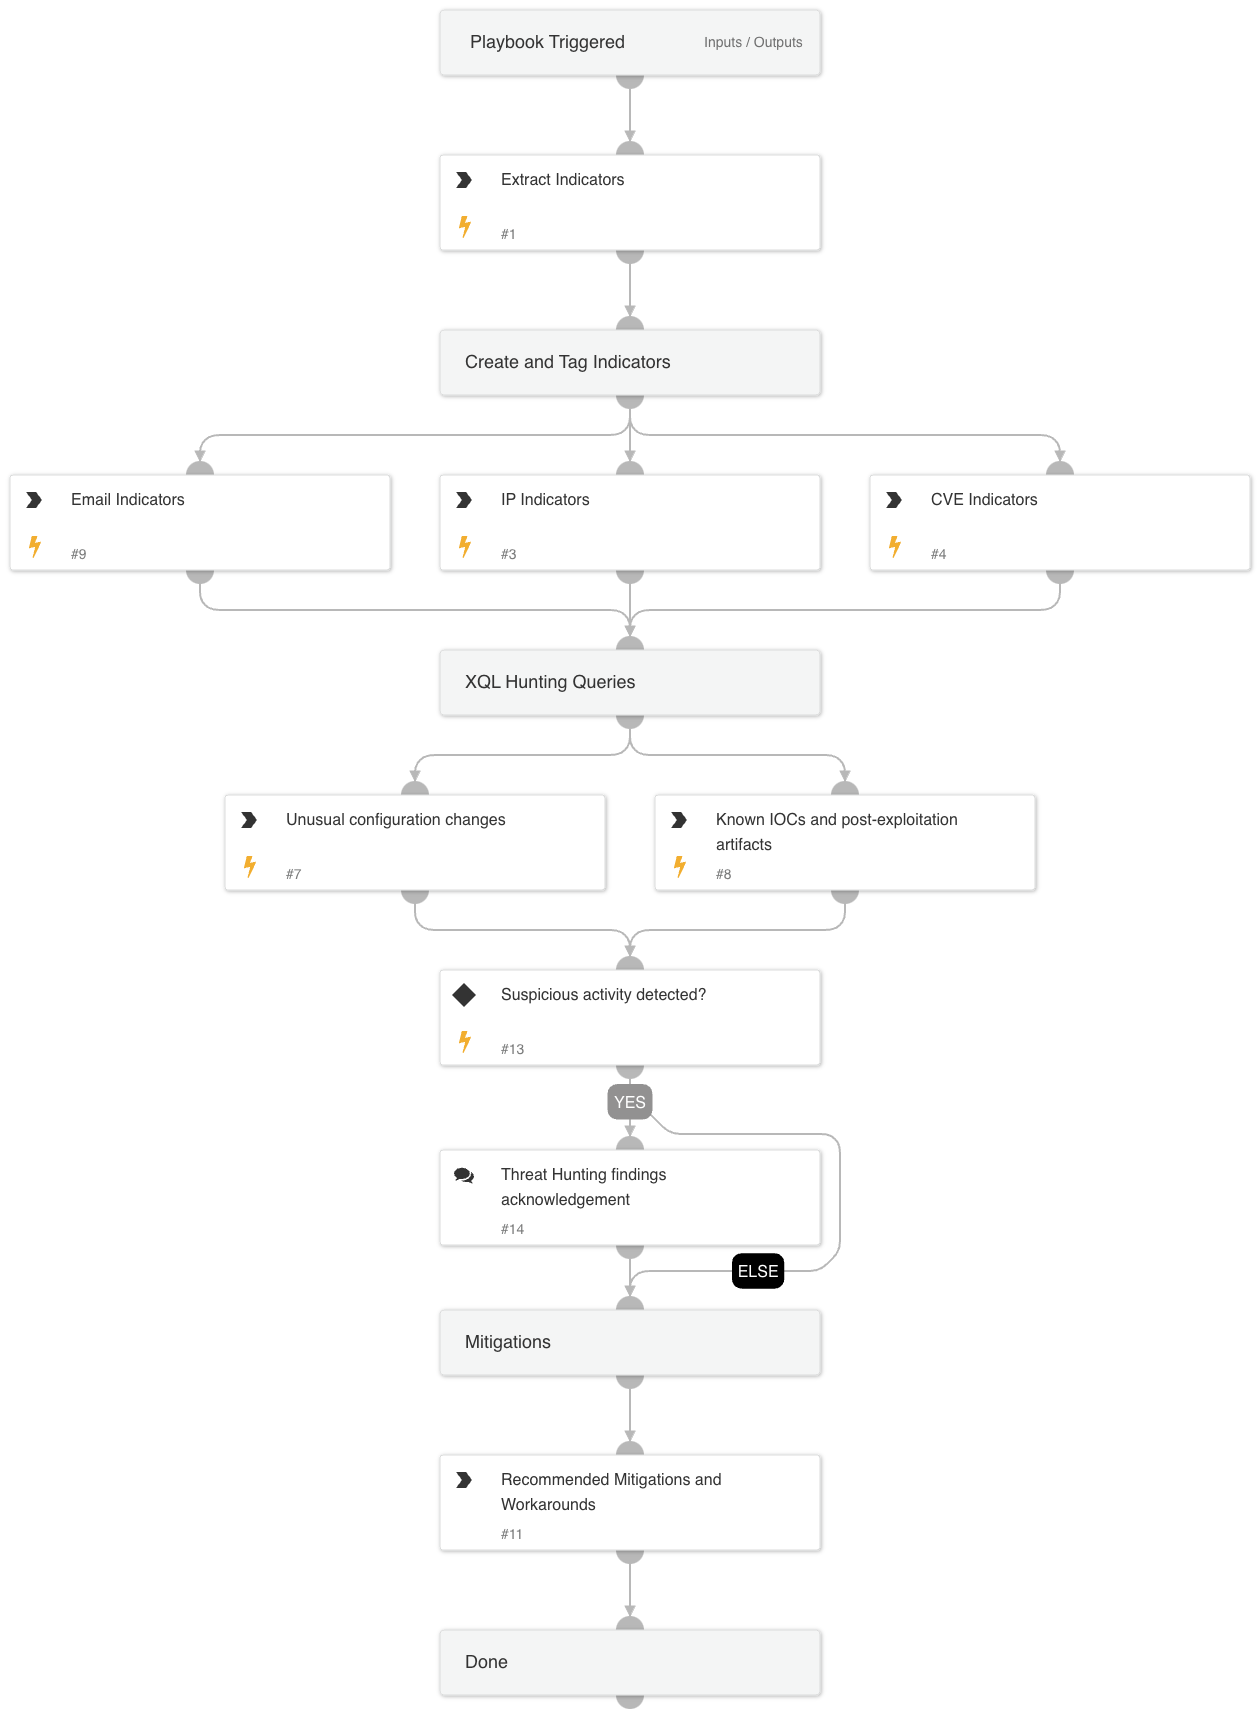 Playbook Triggered
Inputs / Outputs
Extract Indicators
#1
Create and Tag Indicators
Email Indicators
#9
IP Indicators
#3
CVE Indicators
#4
XQL Hunting Queries
Unusual configuration changes
#7
Known IOCs and post-exploitation
artifacts
#8
Suspicious activity detected?
#13
YES
Threat Hunting findings
acknowledgement
#14
ELSE
Mitigations
Recommended Mitigations and
Workarounds
#11
Done